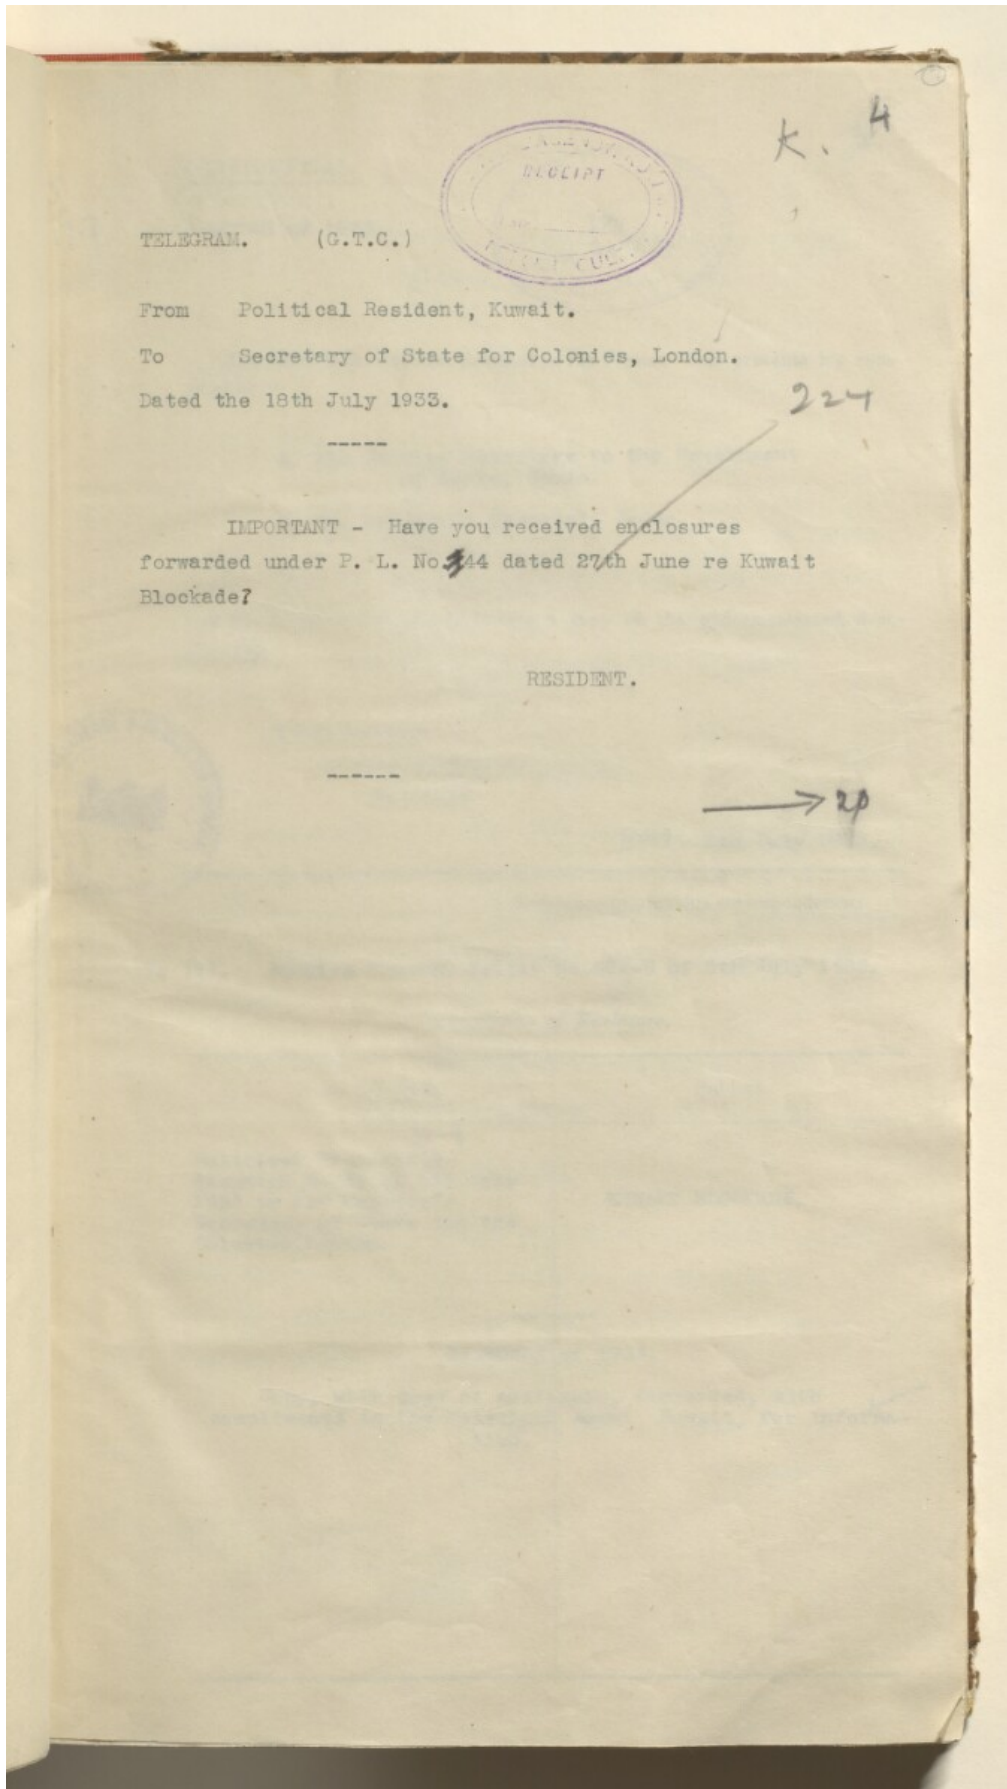 K. 4
RECEIPT
TELEGRAM. (G.T.C.)
From Political Resident, Kuwait.
To Secretary of State for Colonies, London.
Dated the 18th July 1933.
224
-----
IMPORTANT - Have you received enclosures
forwarded under P. L. No. 44 dated 27th June re Kuwait
Blockade?
RESIDENT.
------